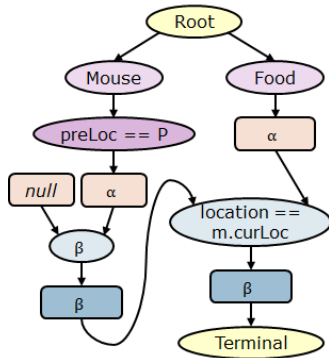 Root
Mouse
Food
preLoc == P
α
null
α
location ==
m.curLoc
β
β
β
Terminal